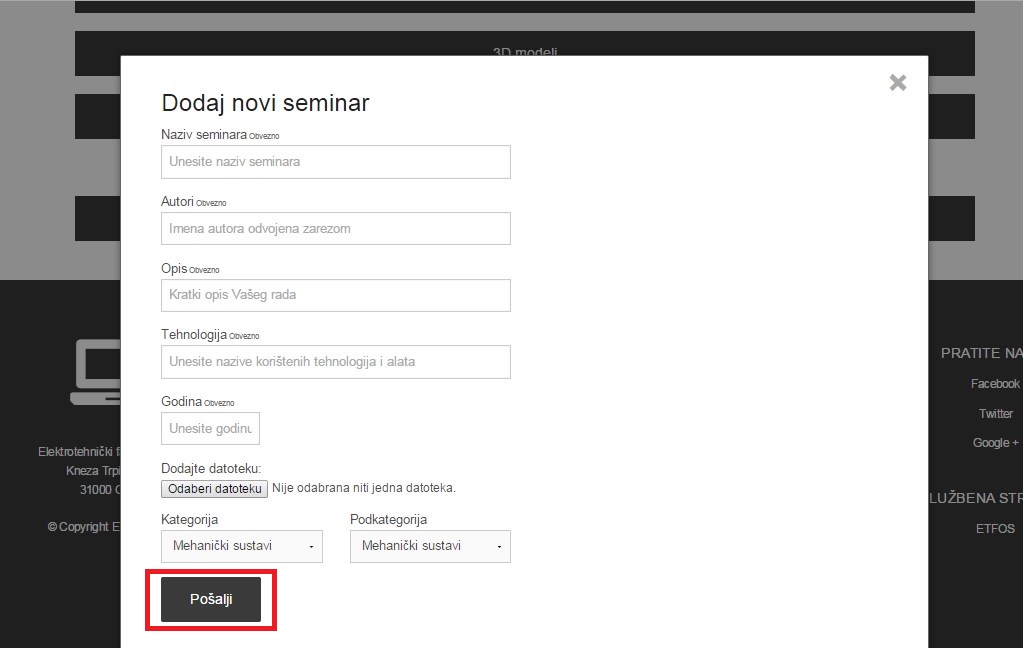 3D modeli
Dodaj novi seminar
Naziv seminara Obvezno
Unesite naziv seminara
Autori Obvezno
Imena autora odvojena zarezom
Opis Obvezno
Kratki opis Vašeg rada
Tehnologija Obvezno
Unesite nazive korištenih tehnologija i alata
Godina Obvezno
Unesite godinu
Dodajte datoteku:
Odaberi datoteku Nije odabrana niti jedna datoteka.
Kategorija Podkategorija
Mehanički sustavi Mehanički sustavi
Pošalji
Elektrotehnički f
Kneza Trpi
31000 O
© Copyright E
PRATITE NA
Facebook
Twitter
Google +
LUŽBENA STR
ETFOS